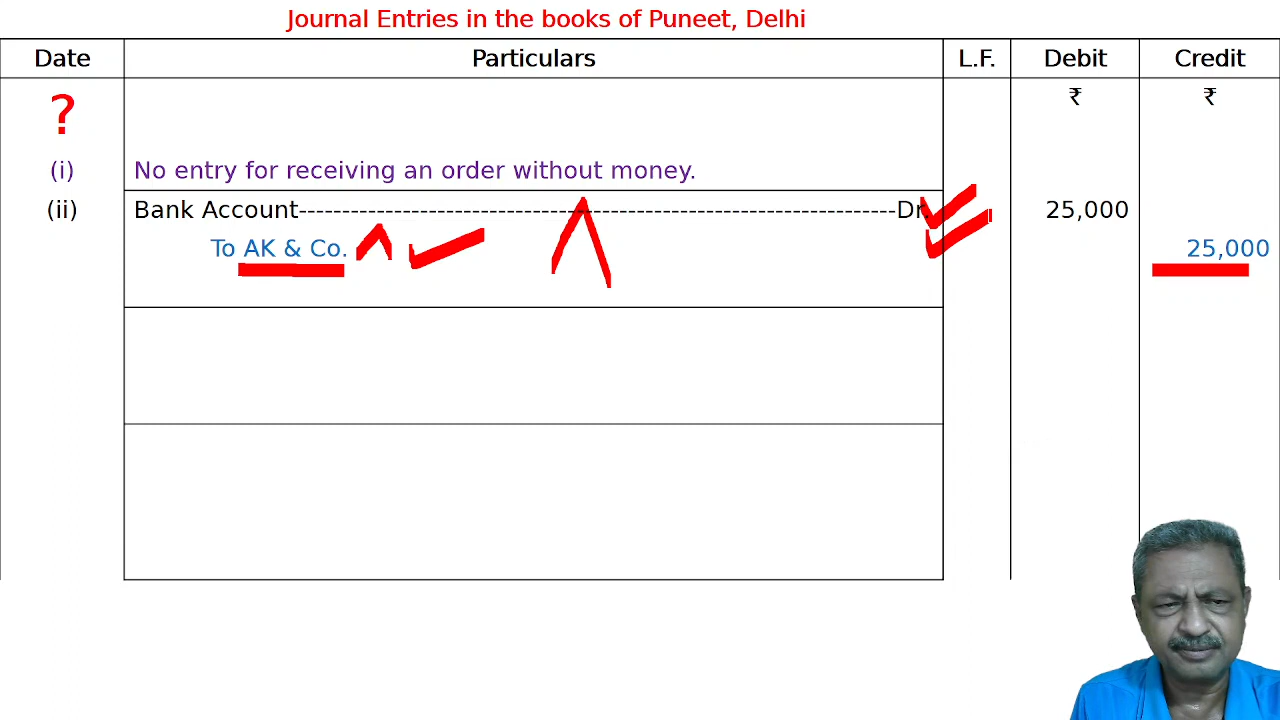 Journal Entries in the books of Puneet, Delhi
Date Particulars L.F. Debit Credit
? ₹ ₹
(i) No entry for receiving an order without money.
(ii) Bank Account---------------------------------------------------------------------Dr. 25,000
To AK & Co. 25,000